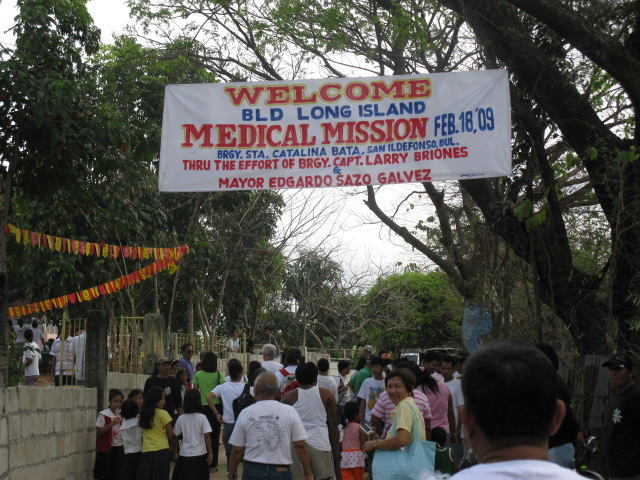 WELCOME
BLD LONG ISLAND
MEDICAL MISSION FEB. 18, '09
BRGY. STA. CATALINA BATA, SAN ILDEFONSO, BUL.
THRU THE EFFORT OF BRGY. CAPT. LARRY BRIONES
&
MAYOR EDGARDO SAZO GALVEZ